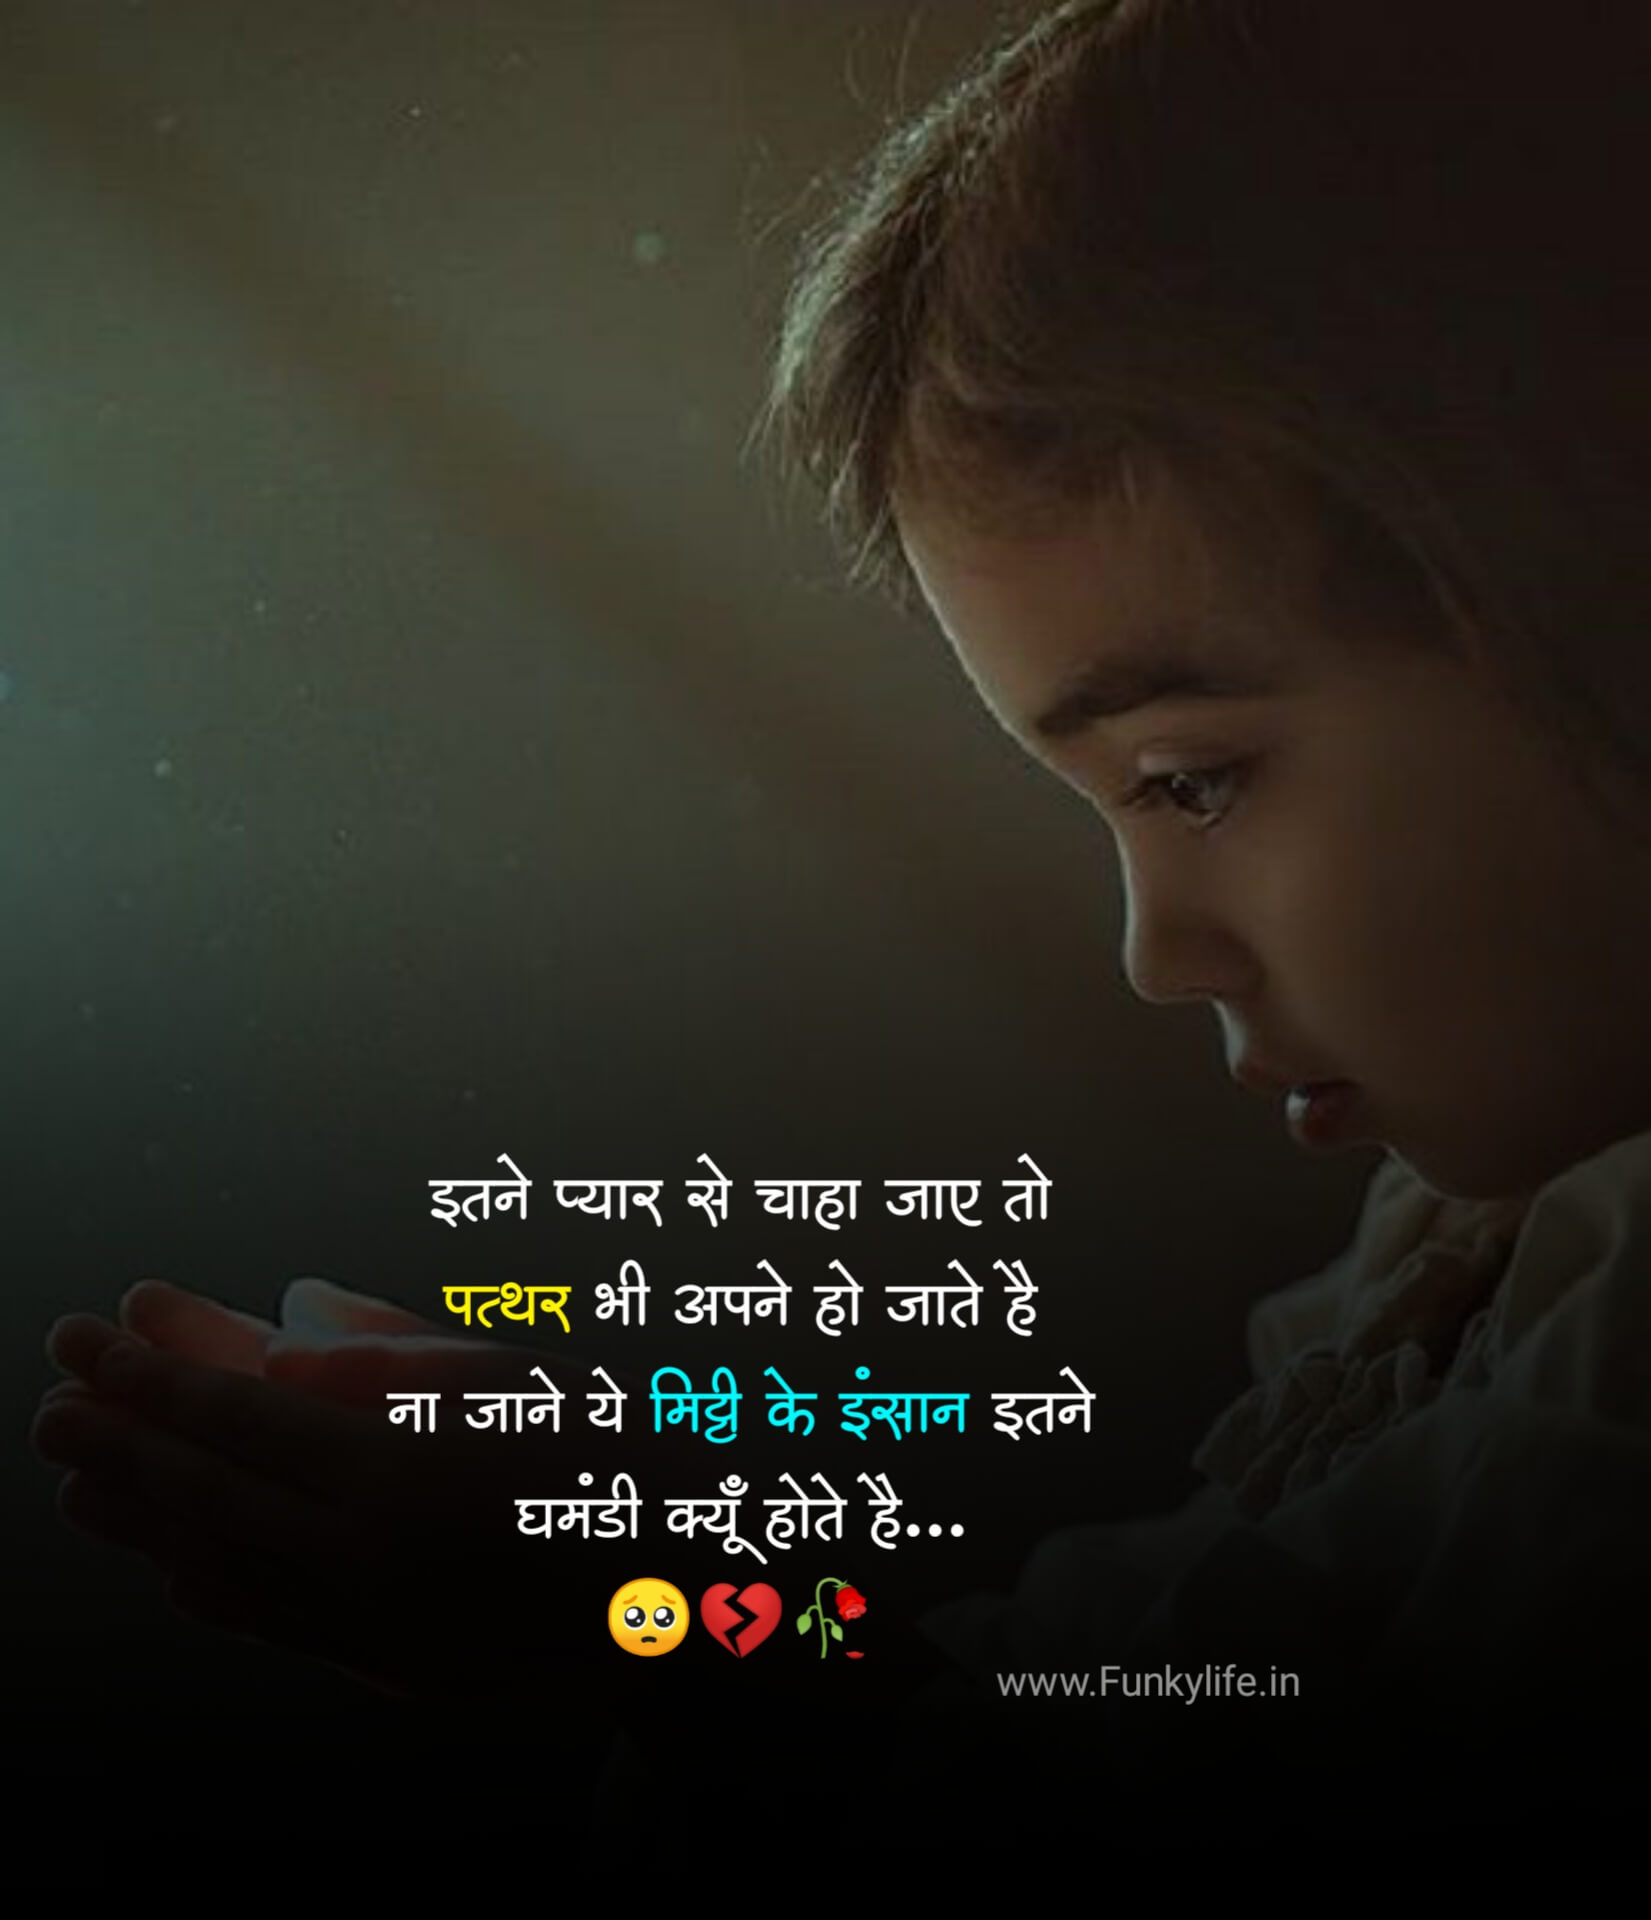 इतने प्यार से चाहा जाए तो
पत्थर भी अपने हो जाते है
ना जाने ये मिट्टी के इंसान इतने
घमंडी क्यूँ होते है...
🥺💔🥀
www.Funkylife.in